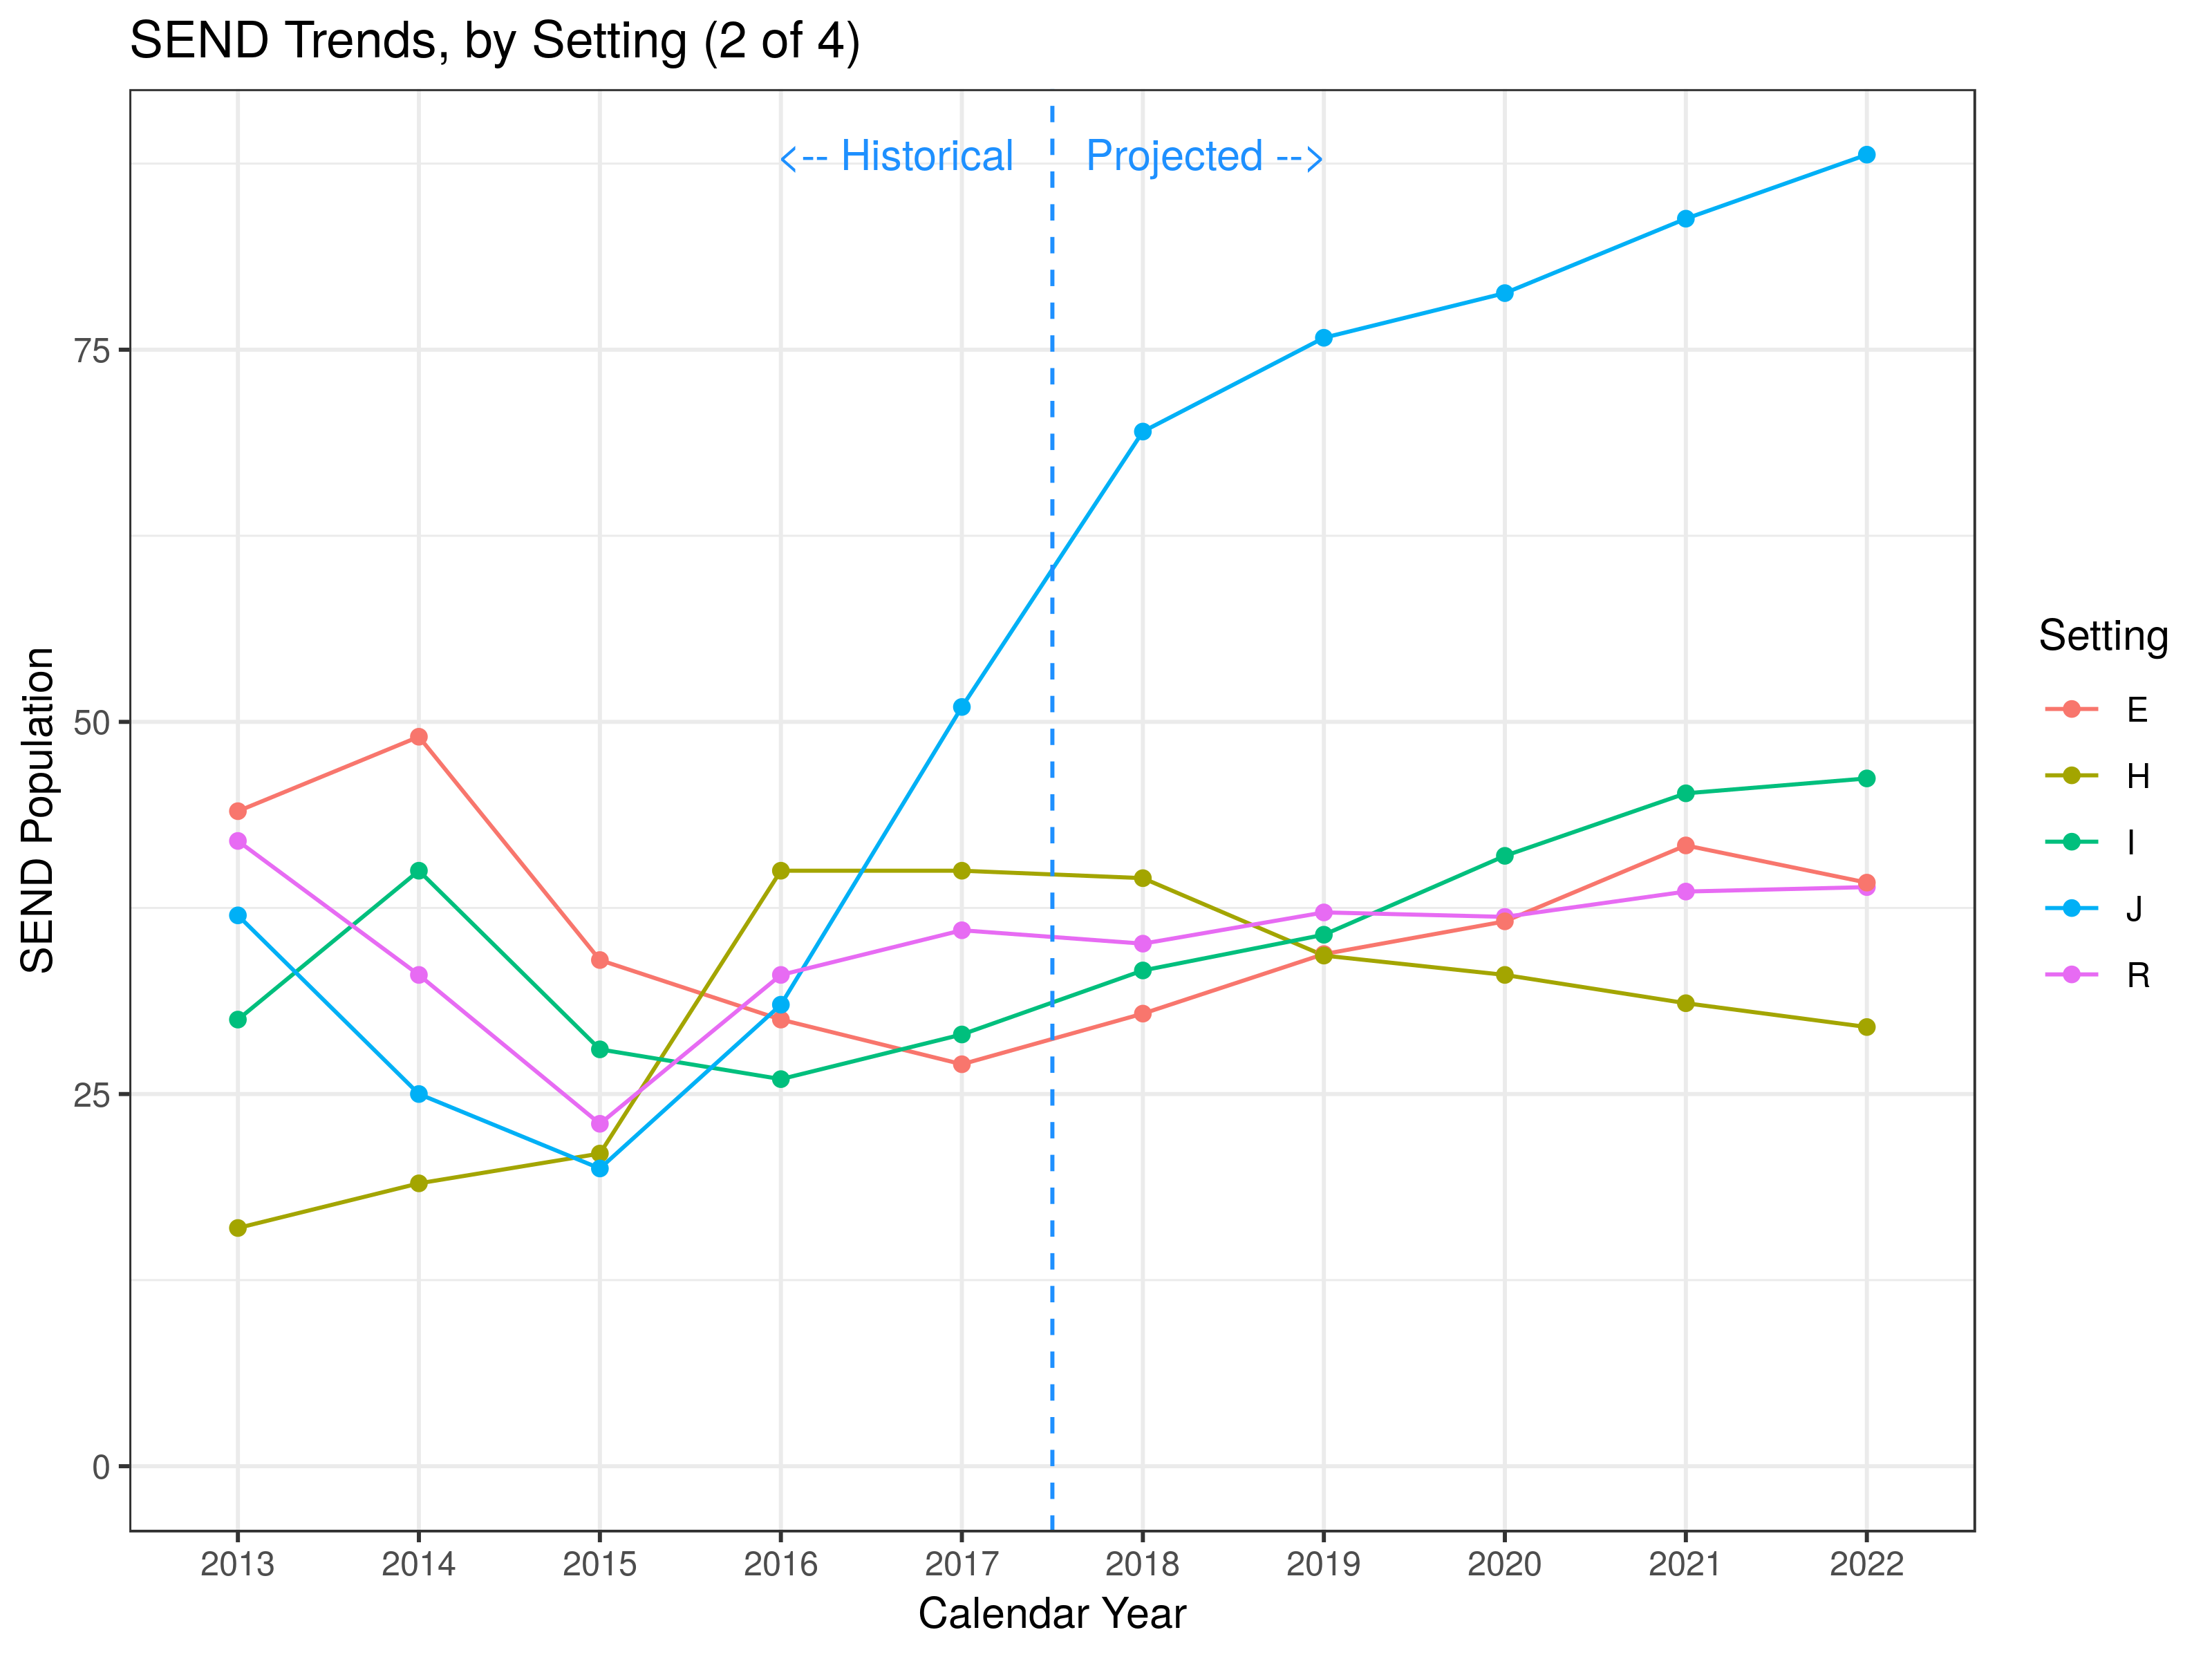 SEND Trends, by Setting (2 of 4)
<-- Historical
Projected -->
75
50
25
0
SEND Population
2013
2014
2015
2016
2017
2018
2019
2020
2021
2022
Calendar Year
Setting
E
H
I
J
R